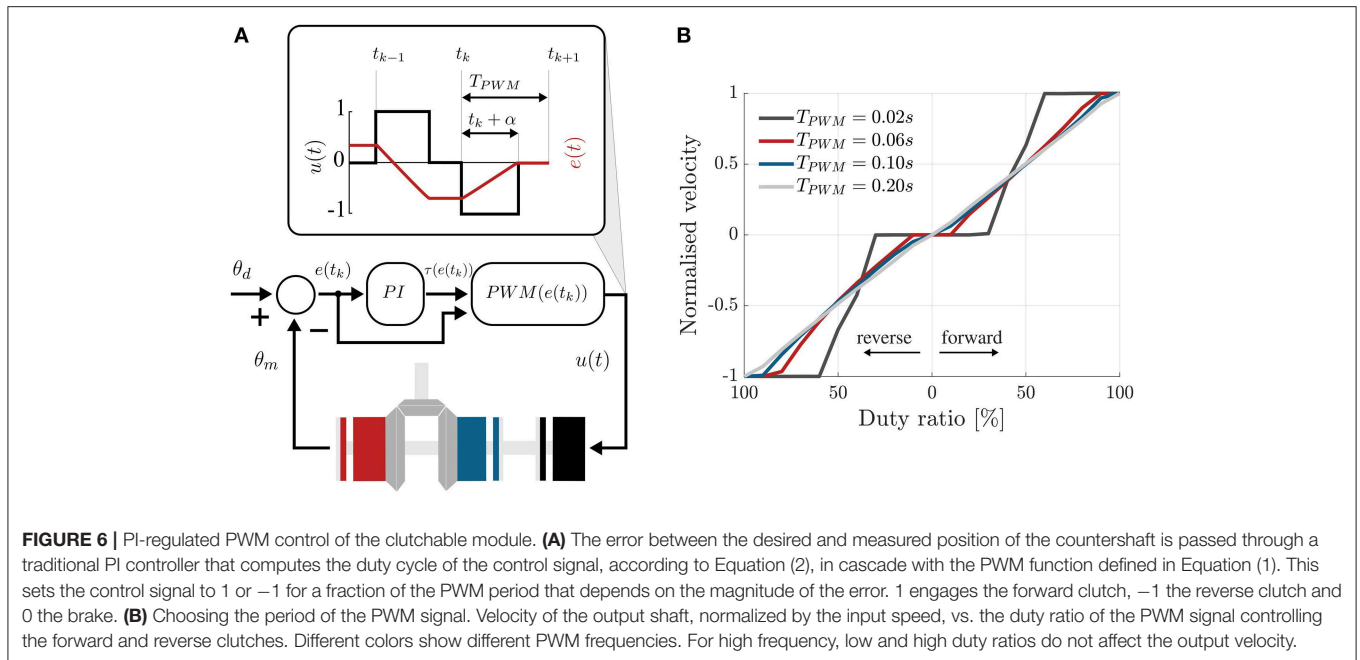 A
t_{k-1}
t_k
t_{k+1}
T_{PWM}
t_k + α
1
0
-1
u(t)
e(t)
θ_d
e(t_k)
τ(e(t_k))
PI
PWM(e(t_k))
+
−
θ_m
u(t)
B
T_{PWM} = 0.02s
T_{PWM} = 0.06s
T_{PWM} = 0.10s
T_{PWM} = 0.20s
1
0.5
0
-0.5
-1
Normalised velocity
reverse
forward
100
50
0
50
100
Duty ratio [%]
FIGURE 6 | PI-regulated PWM control of the clutchable module. (A) The error between the desired and measured position of the countershaft is passed through a
traditional PI controller that computes the duty cycle of the control signal, according to Equation (2), in cascade with the PWM function defined in Equation (1). This
sets the control signal to 1 or −1 for a fraction of the PWM period that depends on the magnitude of the error. 1 engages the forward clutch, −1 the reverse clutch and
0 the brake. (B) Choosing the period of the PWM signal. Velocity of the output shaft, normalized by the input speed, vs. the duty ratio of the PWM signal controlling
the forward and reverse clutches. Different colors show different PWM frequencies. For high frequency, low and high duty ratios do not affect the output velocity.